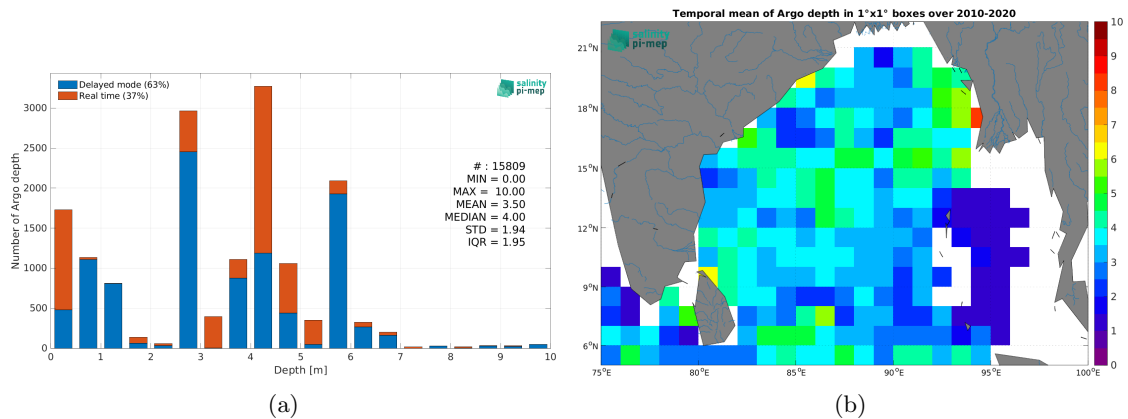 Delayed mode (63%)
Real time (37%)
salinity
pi-mep
# : 15809
MIN = 0.00
MAX = 10.00
MEAN = 3.50
MEDIAN = 4.00
STD = 1.94
IQR = 1.95
Number of Argo depth
3000
2500
2000
1500
1000
500
0
0 1 2 3 4 5 6 7 8 9 10
Depth [m]
(a)
Temporal mean of Argo depth in 1°x1° boxes over 2010-2020
salinity
pi-mep
21°N
18°N
15°N
12°N
9°N
6°N
75°E 80°E 85°E 90°E 95°E 100°E
10
9
8
7
6
5
4
3
2
1
0
(b)